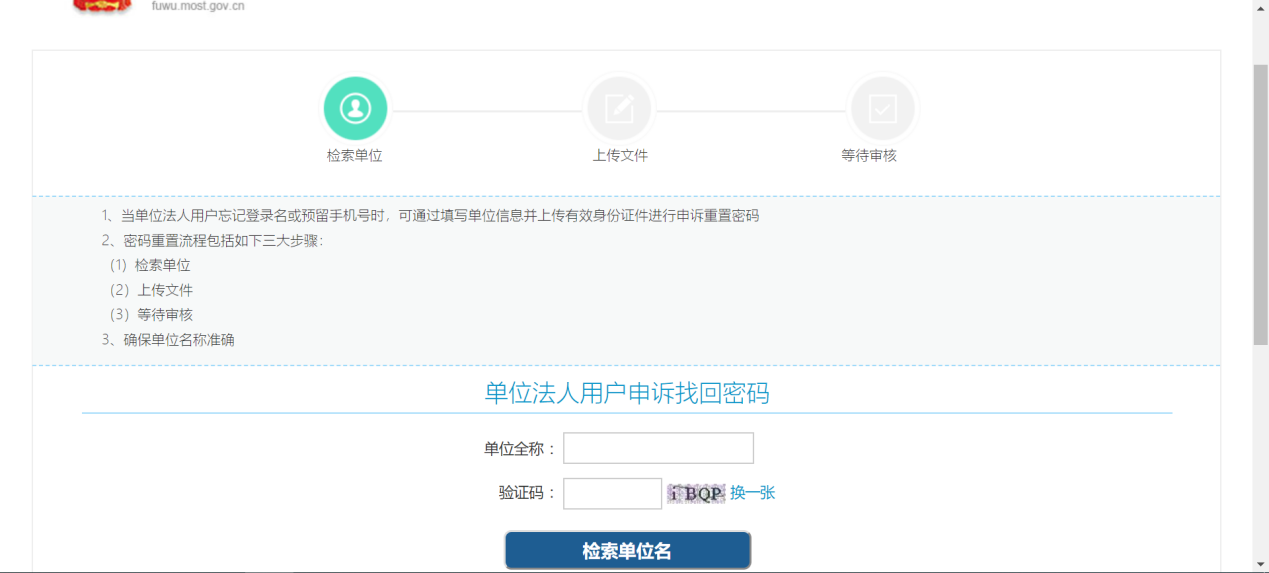 fuwu.most.gov.cn
检索单位
上传文件
等待审核
1、当单位法人用户忘记登录名或预留手机号时，可通过填写单位信息并上传有效身份证件进行申诉重置密码
2、密码重置流程包括如下三大步骤：
(1) 检索单位
(2) 上传文件
(3) 等待审核
3、确保单位名称准确
单位法人用户申诉找回密码
单位全称：
验证码： i BQP 换一张
检索单位名